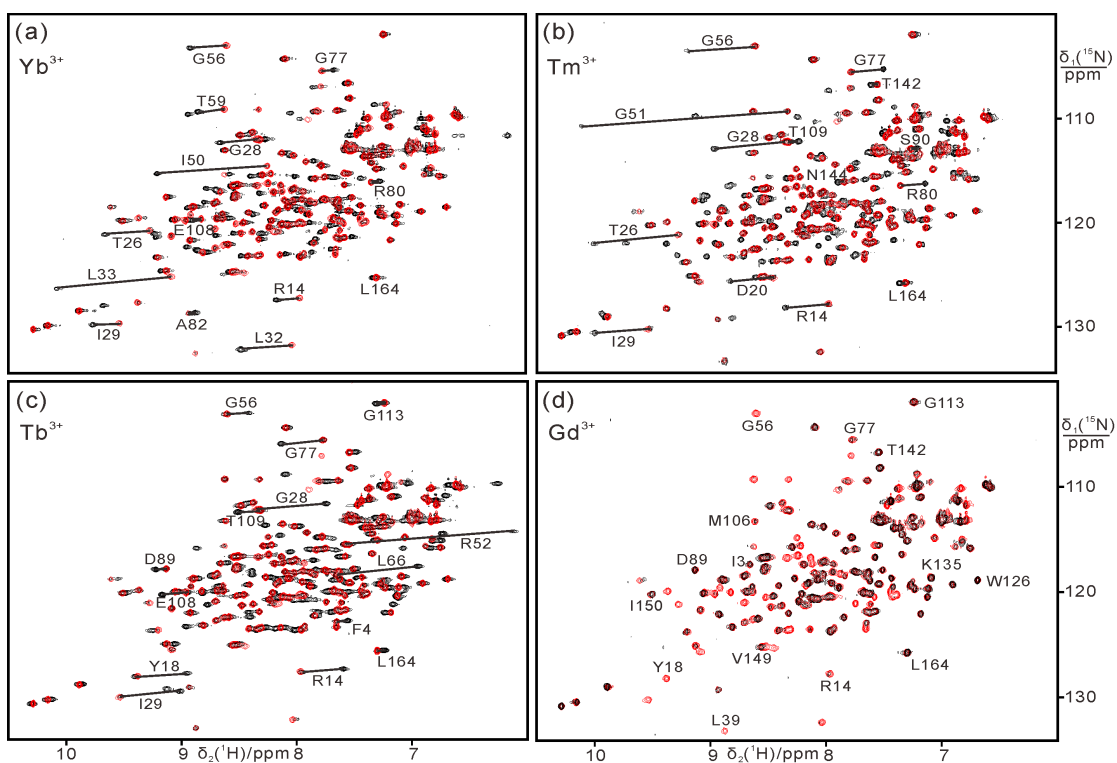 (a)
Yb3+
G56
G77
T59
G28
I50
R80
E108
T26
L33
R14
L164
A82
I29
L32
(b)
Tm3+
G56
G77
T142
G51
G28
T109
S90
N144
R80
T26
D20
L164
R14
I29
δ1(15N)
ppm
110
120
130
(c)
Tb3+
G56
G113
G77
G28
T109
R52
D89
L66
E108
F4
L164
Y18
R14
I29
(d)
Gd3+
G113
G56
G77
T142
M106
D89
I3
K135
W126
I150
V149
L164
Y18
R14
L39
δ1(15N)
ppm
110
120
130
10 9 δ2(1H)/ppm 8 7
10 9 δ2(1H)/ppm 8 7